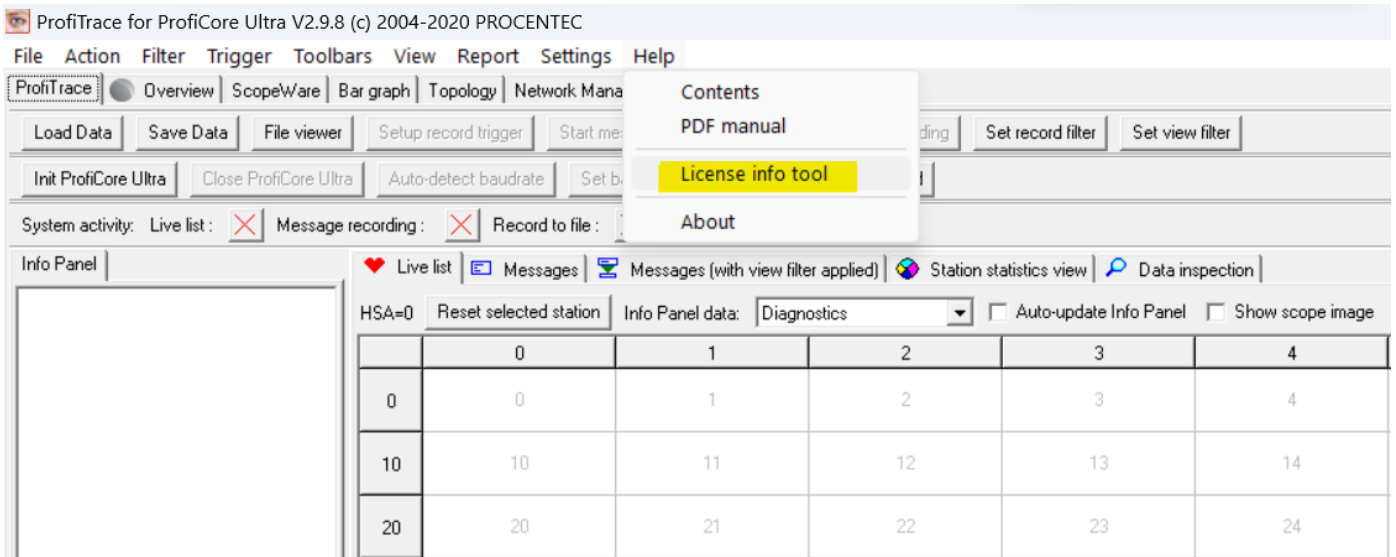 ProfiTrace for ProfiCore Ultra V2.9.8 (c) 2004-2020 PROCENTEC
File Action Filter Trigger Toolbars View Report Settings Help
ProfiTrace Overview ScopeWare Bar graph Topology Network Mana
Contents
PDF manual
License info tool
About
Load Data Save Data File viewer Setup record trigger Start me ding Set record filter Set view filter
Init ProfiCore Ultra Close ProfiCore Ultra Auto-detect baudrate Set b
System activity: Live list : Message recording : Record to file :
Info Panel
Live list Messages Messages (with view filter applied) Station statistics view Data inspection
HSA=0 Reset selected station Info Panel data: Diagnostics Auto-update Info Panel Show scope image
0 1 2 3 4
0 0 1 2 3 4
10 10 11 12 13 14
20 20 21 22 23 24